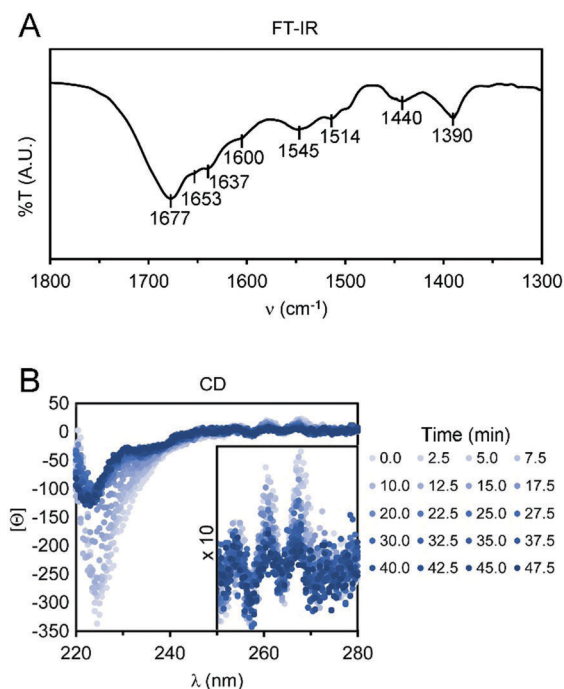 A
FT-IR
%T (A.U.)
1677
1653
1637
1600
1545
1514
1440
1390
1800 1700 1600 1500 1400 1300
ν (cm⁻¹)
B
CD
[Θ]
50
0
-50
-100
-150
-200
-250
-300
-350
x 10
220 240 260 280
λ (nm)
Time (min)
0.0 2.5 5.0 7.5
10.0 12.5 15.0 17.5
20.0 22.5 25.0 27.5
30.0 32.5 35.0 37.5
40.0 42.5 45.0 47.5